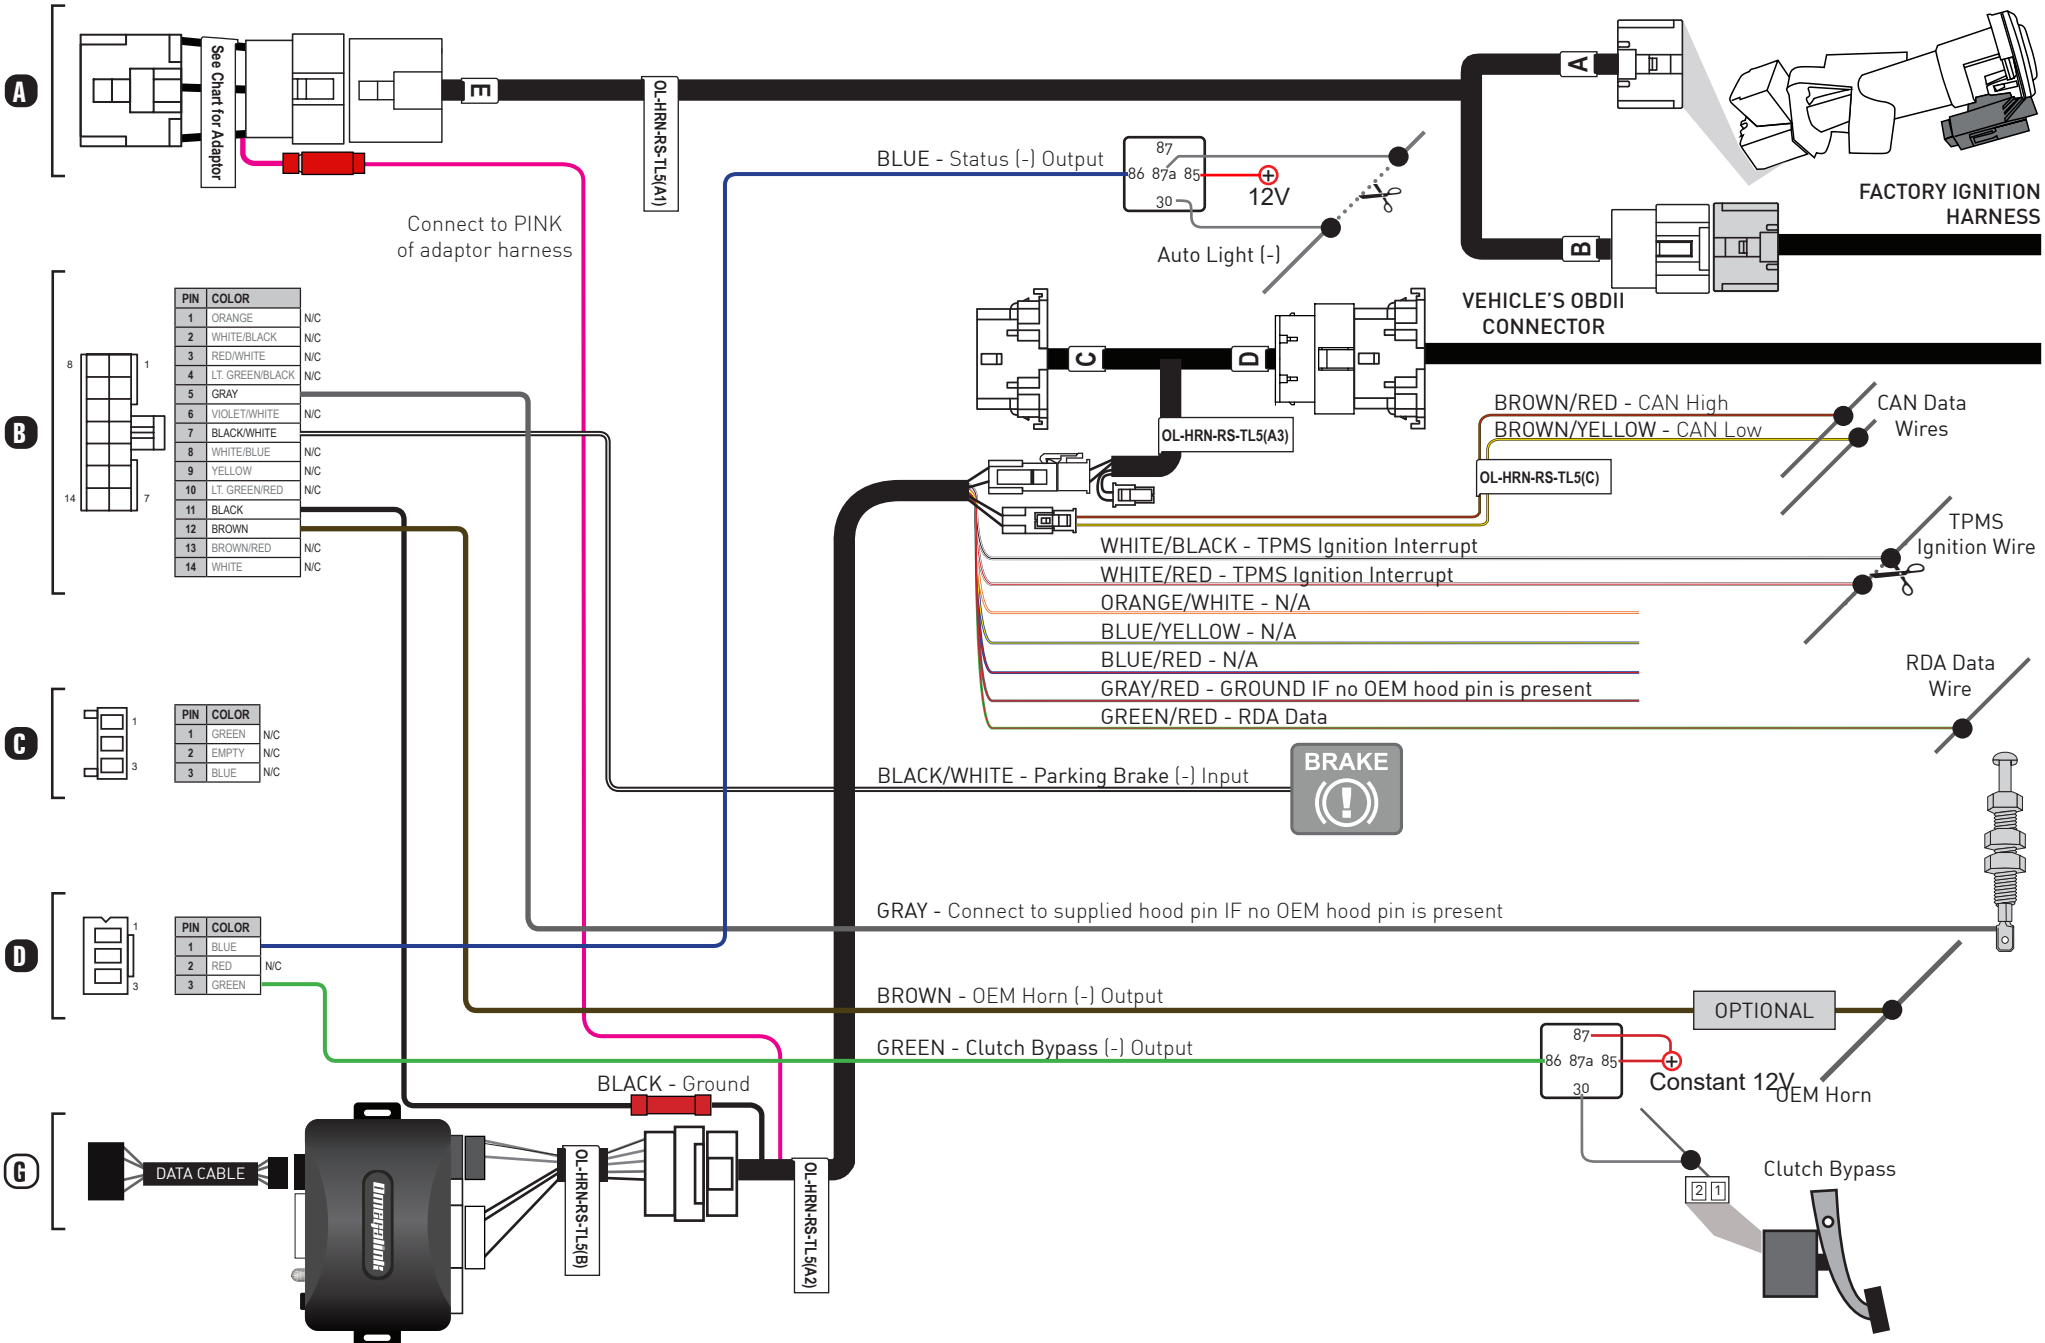 A
See Chart for Adaptor
E
OL-HRN-RS-TL5(A1)
A
B
FACTORY IGNITION
HARNESS
Connect to PINK
of adaptor harness
BLUE - Status (-) Output
87
86 87a 85
30
12V
Auto Light (-)
B
8
1
14
7
PIN COLOR
1 ORANGE N/C
2 WHITE/BLACK N/C
3 RED/WHITE N/C
4 LT. GREEN/BLACK N/C
5 GRAY
6 VIOLET/WHITE N/C
7 BLACK/WHITE
8 WHITE/BLUE N/C
9 YELLOW N/C
10 LT. GREEN/RED N/C
11 BLACK
12 BROWN
13 BROWN/RED N/C
14 WHITE N/C
VEHICLE'S OBDII
CONNECTOR
C
D
OL-HRN-RS-TL5(A3)
BROWN/RED - CAN High
BROWN/YELLOW - CAN Low
CAN Data
Wires
OL-HRN-RS-TL5(C)
WHITE/BLACK - TPMS Ignition Interrupt
WHITE/RED - TPMS Ignition Interrupt
TPMS
Ignition Wire
ORANGE/WHITE - N/A
BLUE/YELLOW - N/A
BLUE/RED - N/A
GRAY/RED - GROUND IF no OEM hood pin is present
GREEN/RED - RDA Data
RDA Data
Wire
C
1
3
PIN COLOR
1 GREEN N/C
2 EMPTY N/C
3 BLUE N/C
BLACK/WHITE - Parking Brake (-) Input
BRAKE
!
D
1
3
PIN COLOR
1 BLUE
2 RED N/C
3 GREEN
GRAY - Connect to supplied hood pin IF no OEM hood pin is present
BROWN - OEM Horn (-) Output
OPTIONAL
OEM Horn
GREEN - Clutch Bypass (-) Output
87
86 87a 85
30
Constant 12V
BLACK - Ground
G
DATA CABLE
Omegalink
OL-HRN-RS-TL5(B)
OL-HRN-RS-TL5(A2)
2 1
Clutch Bypass